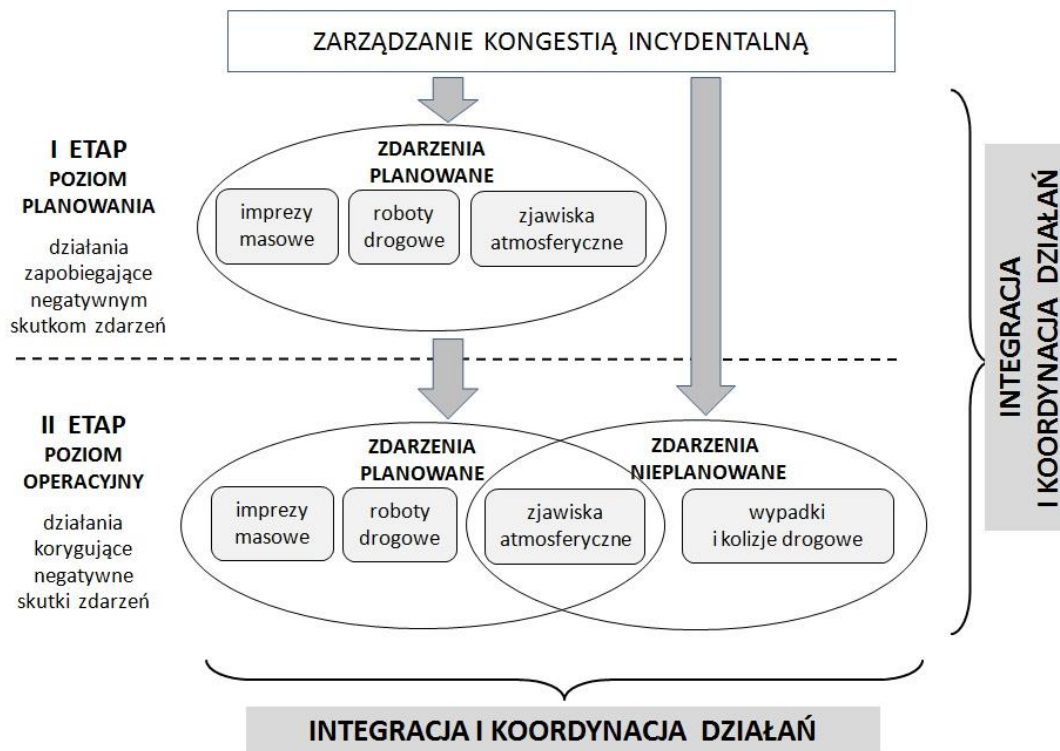 ZARZĄDZANIE KONGESTIĄ INCYDENTALNĄ
I ETAP
POZIOM
PLANOWANIA
działania
zapobiegające
negatywnym
skutkom zdarzeń
ZDARZENIA
PLANOWANE
imprezy
masowe
roboty
drogowe
zjawiska
atmosferyczne
II ETAP
POZIOM
OPERACYJNY
działania
korygujące
negatywne
skutki zdarzeń
ZDARZENIA
PLANOWANE
imprezy
masowe
roboty
drogowe
zjawiska
atmosferyczne
ZDARZENIA
NIEPLANOWANE
wypadki
i kolizje drogowe
INTEGRACJA
I KOORDYNACJA DZIAŁAŃ
INTEGRACJA I KOORDYNACJA DZIAŁAŃ